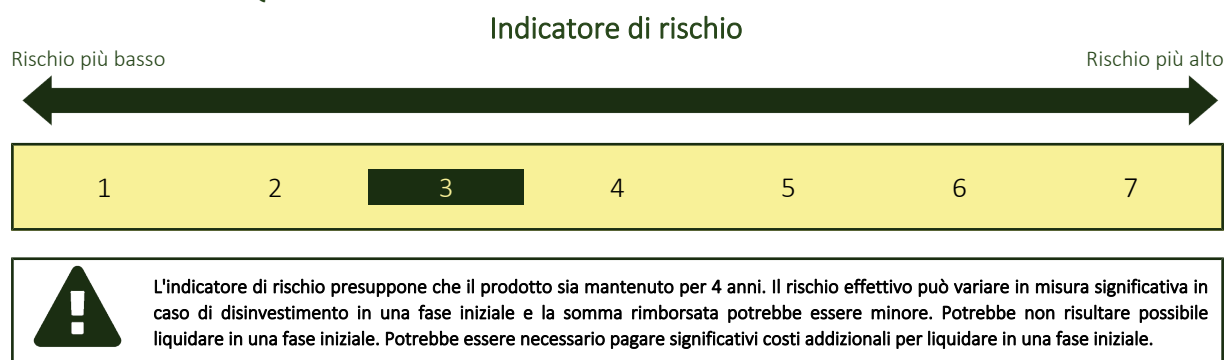 Indicatore di rischio
Rischio più basso
Rischio più alto
1 2 3 4 5 6 7
L'indicatore di rischio presuppone che il prodotto sia mantenuto per 4 anni. Il rischio effettivo può variare in misura significativa in
caso di disinvestimento in una fase iniziale e la somma rimborsata potrebbe essere minore. Potrebbe non risultare possibile
liquidare in una fase iniziale. Potrebbe essere necessario pagare significativi costi addizionali per liquidare in una fase iniziale.